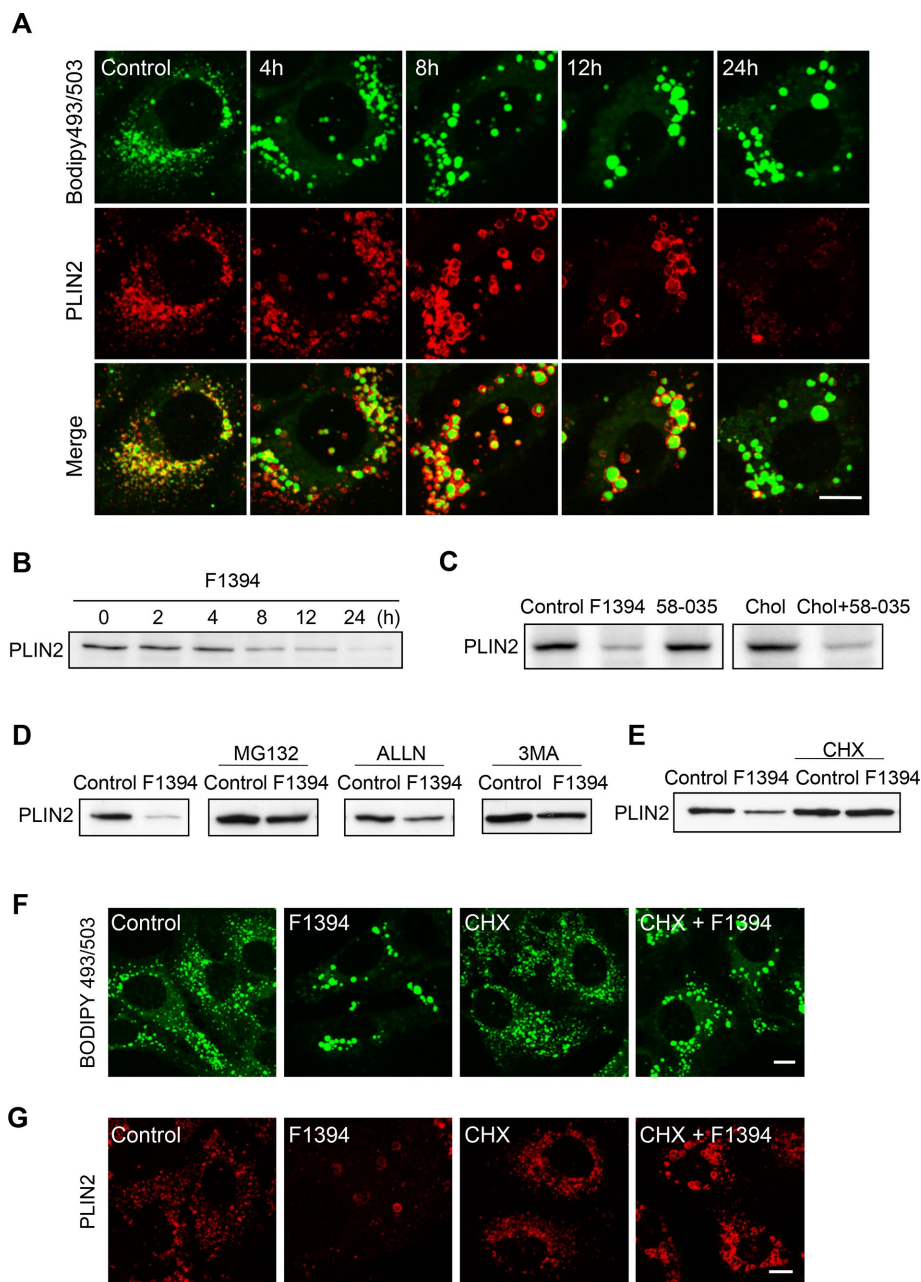 A
Control 4h 8h 12h 24h
Bodipy493/503
PLIN2
Merge
B
F1394
0 2 4 8 12 24 (h)
PLIN2
C
Control F1394 58-035 Chol Chol+58-035
PLIN2
D
MG132 ALLN 3MA
Control F1394 Control F1394 Control F1394 Control F1394
PLIN2
E
CHX
Control F1394 Control F1394
PLIN2
F
Control F1394 CHX CHX + F1394
BODIPY 493/503
G
Control F1394 CHX CHX + F1394
PLIN2